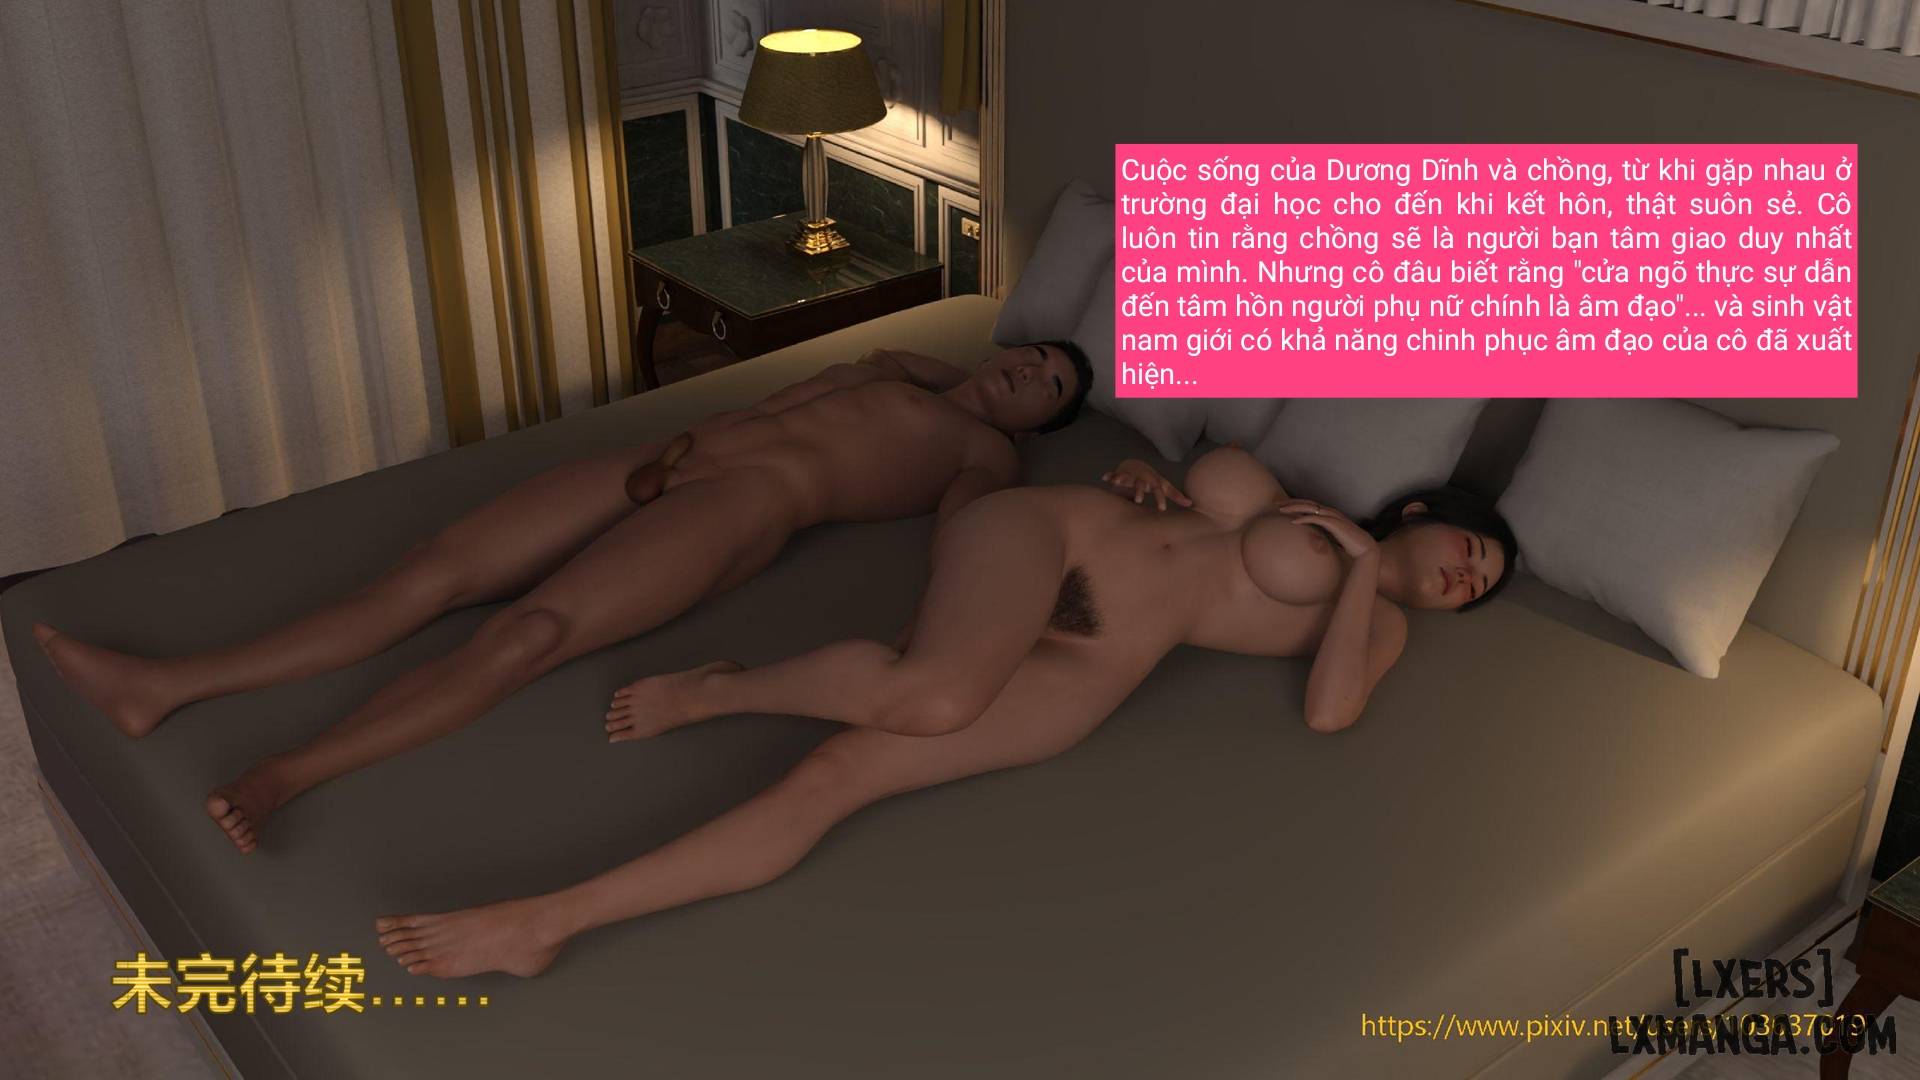 Cuộc sống của Dương Dĩnh và chồng, từ khi gặp nhau ở
trường đại học cho đến khi kết hôn, thật suôn sẻ. Cô
luôn tin rằng chồng sẽ là người bạn tâm giao duy nhất
của mình. Nhưng cô đâu biết rằng "cửa ngõ thực sự dẫn
đến tâm hồn người phụ nữ chính là âm đạo"... và sinh vật
nam giới có khả năng chinh phục âm đạo của cô đã xuất
hiện...
未完待续......
[LXERS]
https://www.pixiv.net/users/103637019
LXMANGA.COM